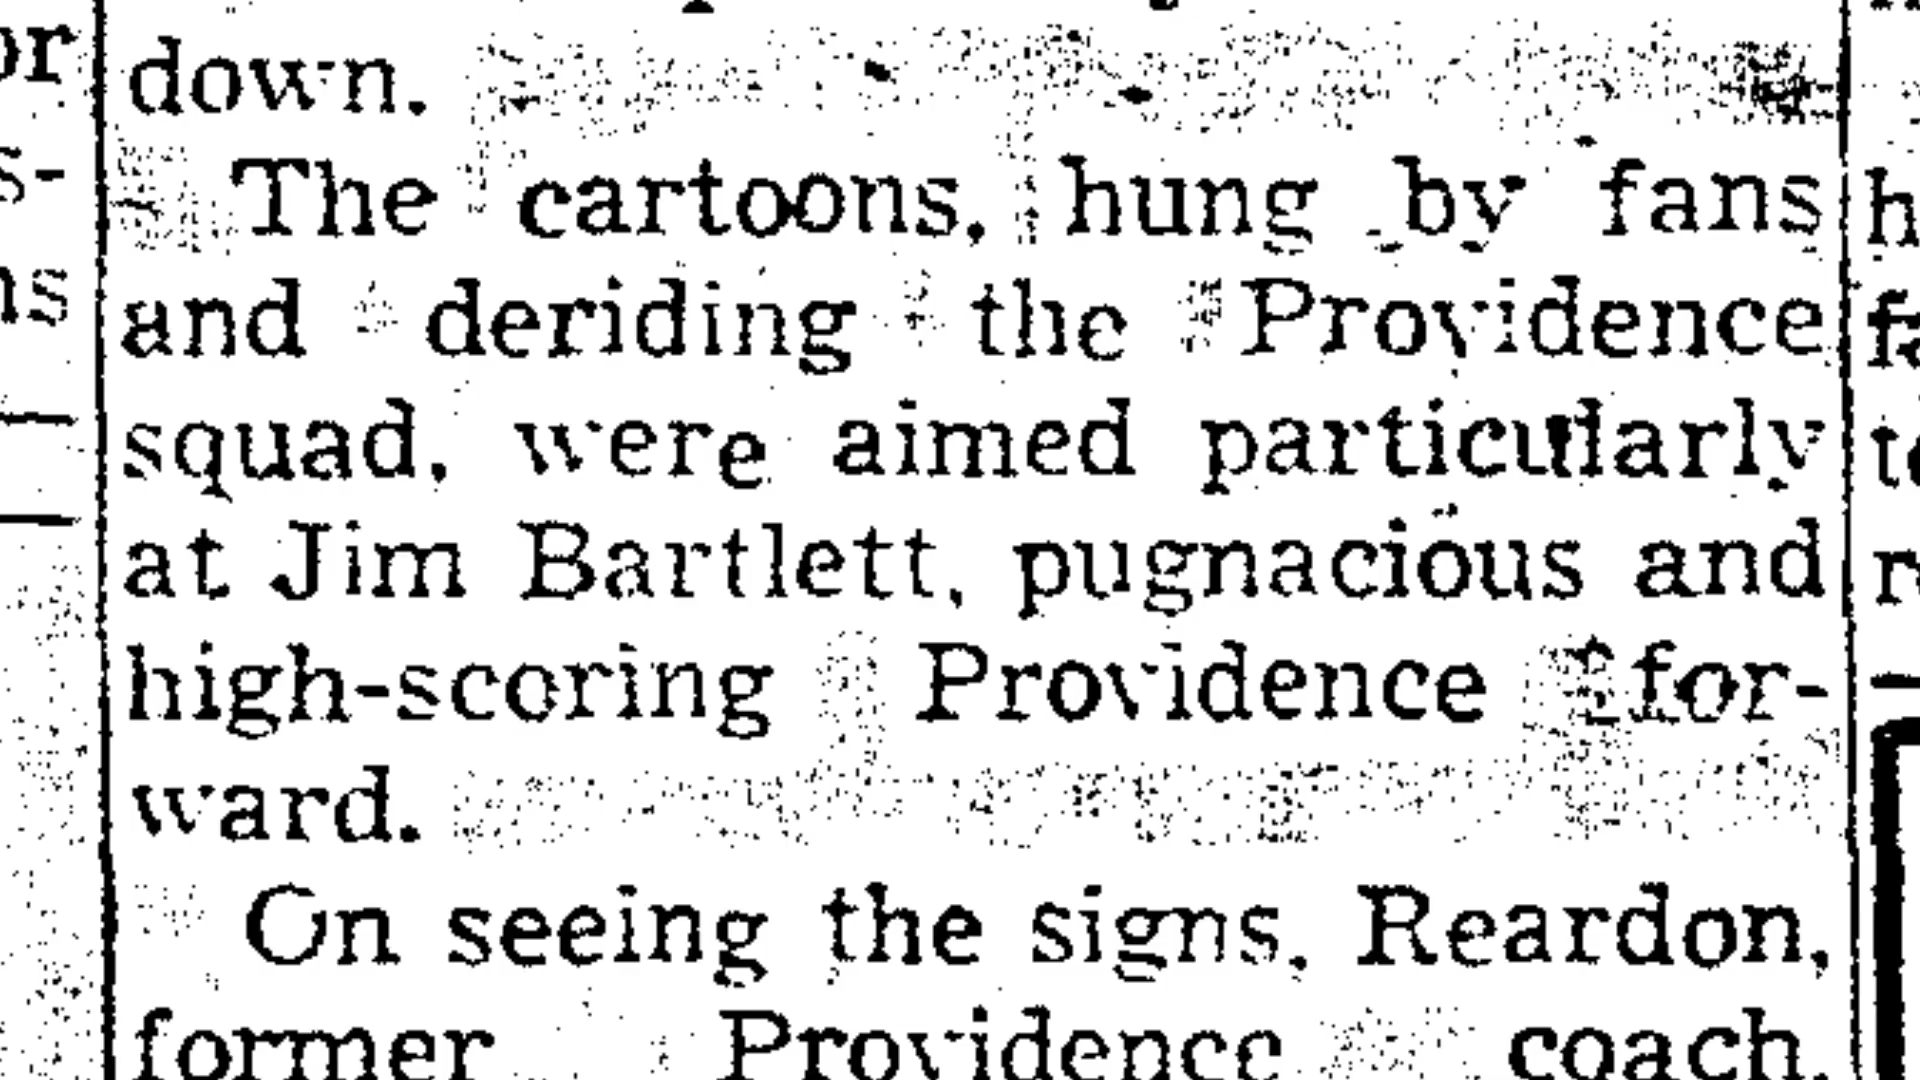 down.
The cartoons, hung by fans
and deriding the Providence
squad, were aimed particularly
at Jim Bartlett, pugnacious and
high-scoring Providence for-
ward.
On seeing the signs, Reardon,
former Providence coach,